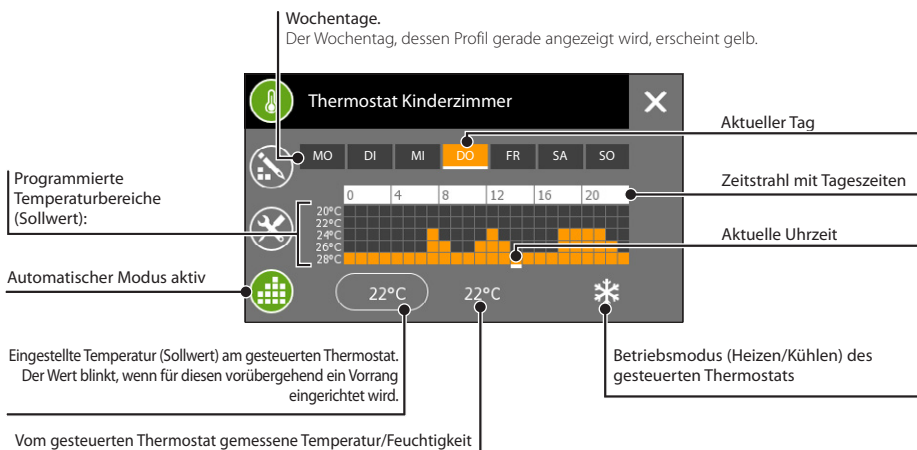 Wochentage.
Der Wochentag, dessen Profil gerade angezeigt wird, erscheint gelb.
Thermostat Kinderzimmer
Aktueller Tag
MO DI MI DO FR SA SO
Programmierte
Temperaturbereiche
(Sollwert):
Zeitstrahl mit Tageszeiten
0 4 8 12 16 20
20°C
22°C
24°C
26°C
28°C
Aktuelle Uhrzeit
Automatischer Modus aktiv
22°C 22°C
Eingestellte Temperatur (Sollwert) am gesteuerten Thermostat.
Der Wert blinkt, wenn für diesen vorübergehend ein Vorrang
eingerichtet wird.
Betriebsmodus (Heizen/Kühlen) des
gesteuerten Thermostats
Vom gesteuerten Thermostat gemessene Temperatur/Feuchtigkeit